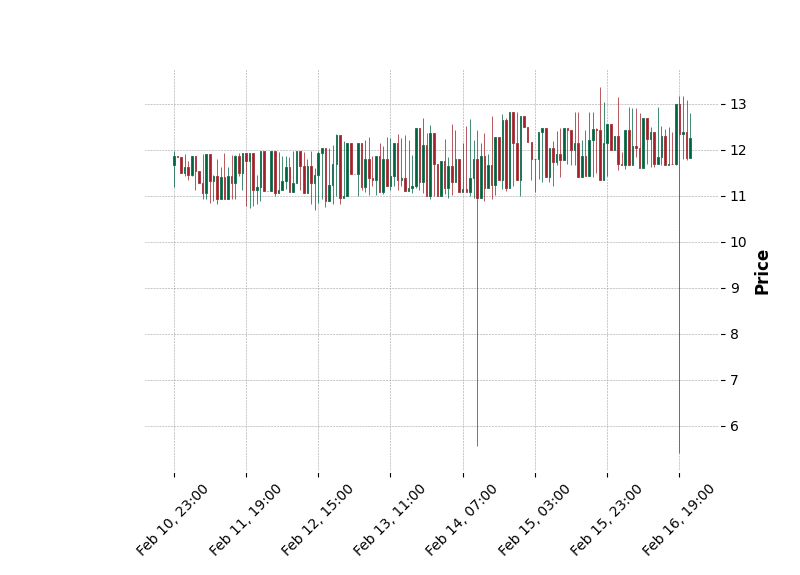 13
12
11
10
9
8
7
6
Price
Feb 10, 23:00
Feb 11, 19:00
Feb 12, 15:00
Feb 13, 11:00
Feb 14, 07:00
Feb 15, 03:00
Feb 15, 23:00
Feb 16, 19:00